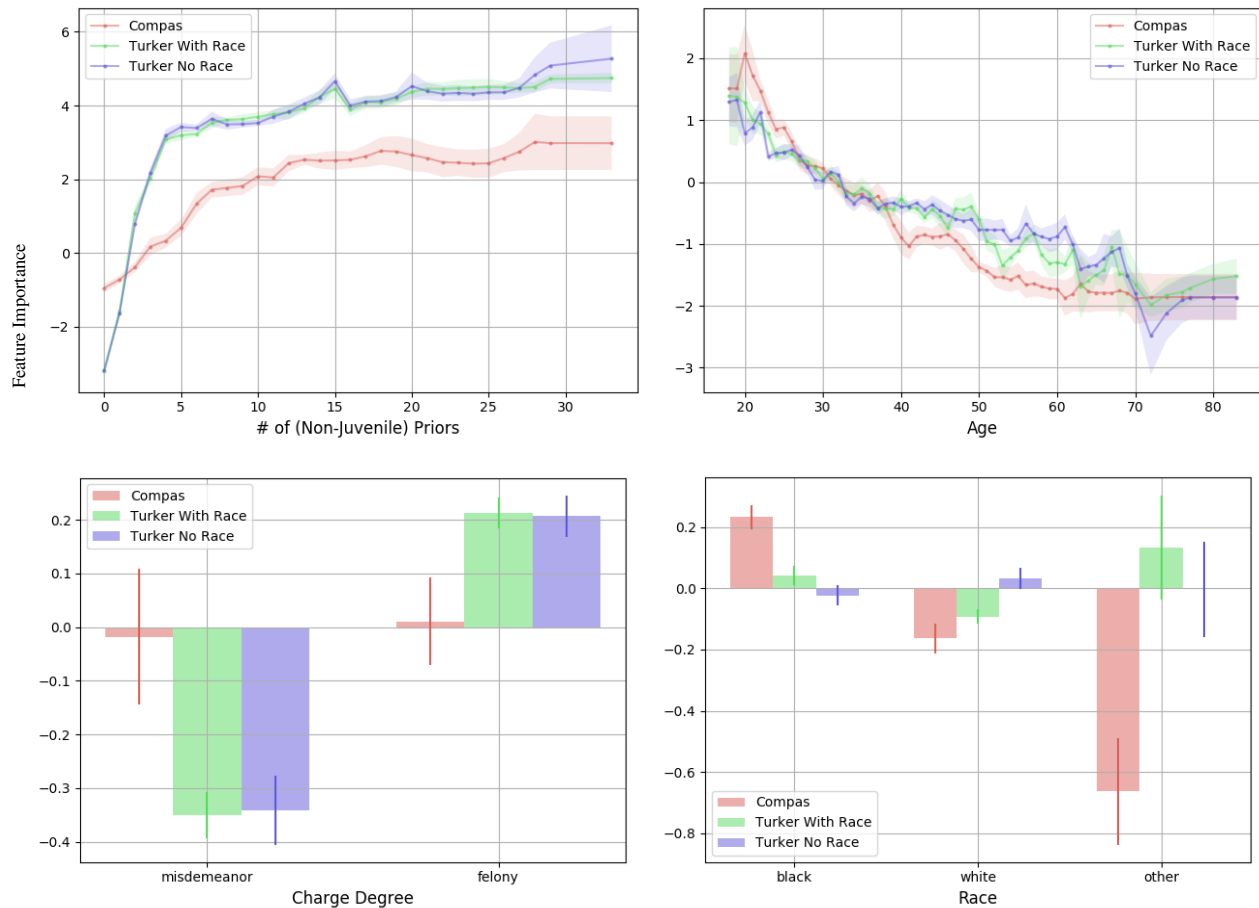 Feature Importance
6
4
2
0
−2
Compas
Turker With Race
Turker No Race
0 5 10 15 20 25 30
# of (Non-Juvenile) Priors
2
1
0
−1
−2
−3
Compas
Turker With Race
Turker No Race
20 30 40 50 60 70 80
Age
0.2
0.1
0.0
−0.1
−0.2
−0.3
−0.4
Compas
Turker With Race
Turker No Race
misdemeanor felony
Charge Degree
0.2
0.0
−0.2
−0.4
−0.6
−0.8
Compas
Turker With Race
Turker No Race
black white other
Race